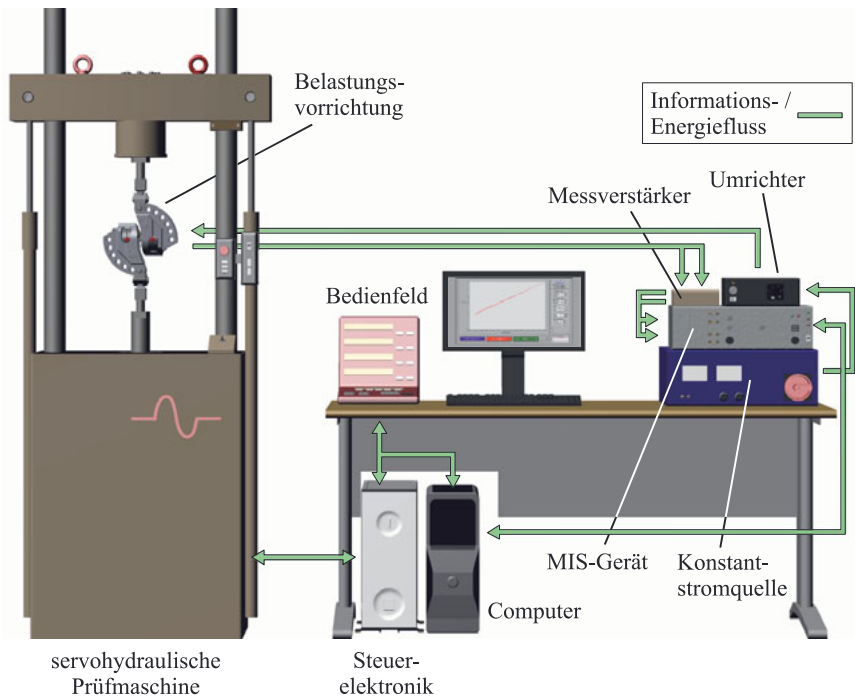 Belastungs-
vorrichtung
Informations- /
Energiefluss
Messverstärker
Umrichter
Bedienfeld
MIS-Gerät
Konstant-
stromquelle
Computer
servohydraulische
Prüfmaschine
Steuer-
elektronik